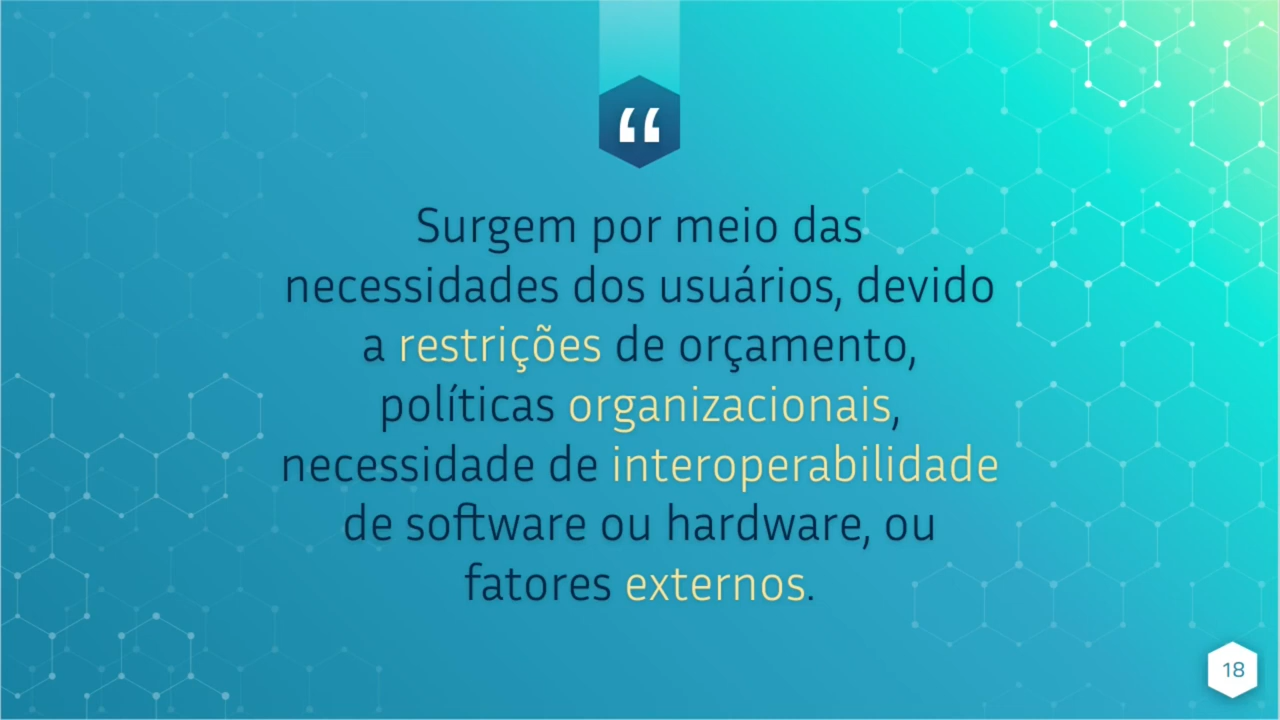 “
Surgem por meio das
necessidades dos usuários, devido
a restrições de orçamento,
políticas organizacionais,
necessidade de interoperabilidade
de software ou hardware, ou
fatores externos.
18